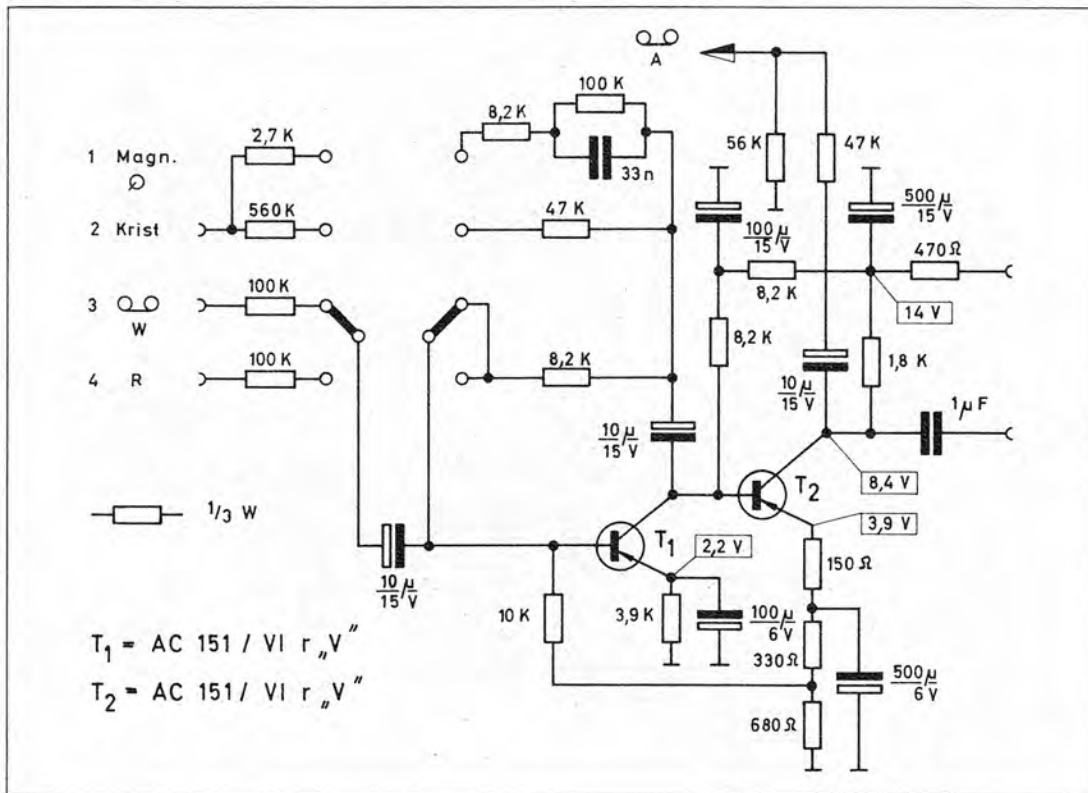 A
100 K
8,2 K
33n
56 K
47 K
1 Magn.
2,7 K
2 Krist
560 K
47 K
100 µ/15 V
500 µ/15 V
470 Ω
8,2 K
14 V
3 W
100 K
8,2 K
1,8 K
4 R
100 K
8,2 K
10 µ/15 V
10 µ/15 V
1 µF
8,4 V
T2
3,9 V
1/3 W
T1
2,2 V
150 Ω
10 µ/15 V
10 K
3,9 K
100 µ/6 V
330 Ω
500 µ/6 V
680 Ω
T1 = AC 151 / VI r „V"
T2 = AC 151 / VI r „V"